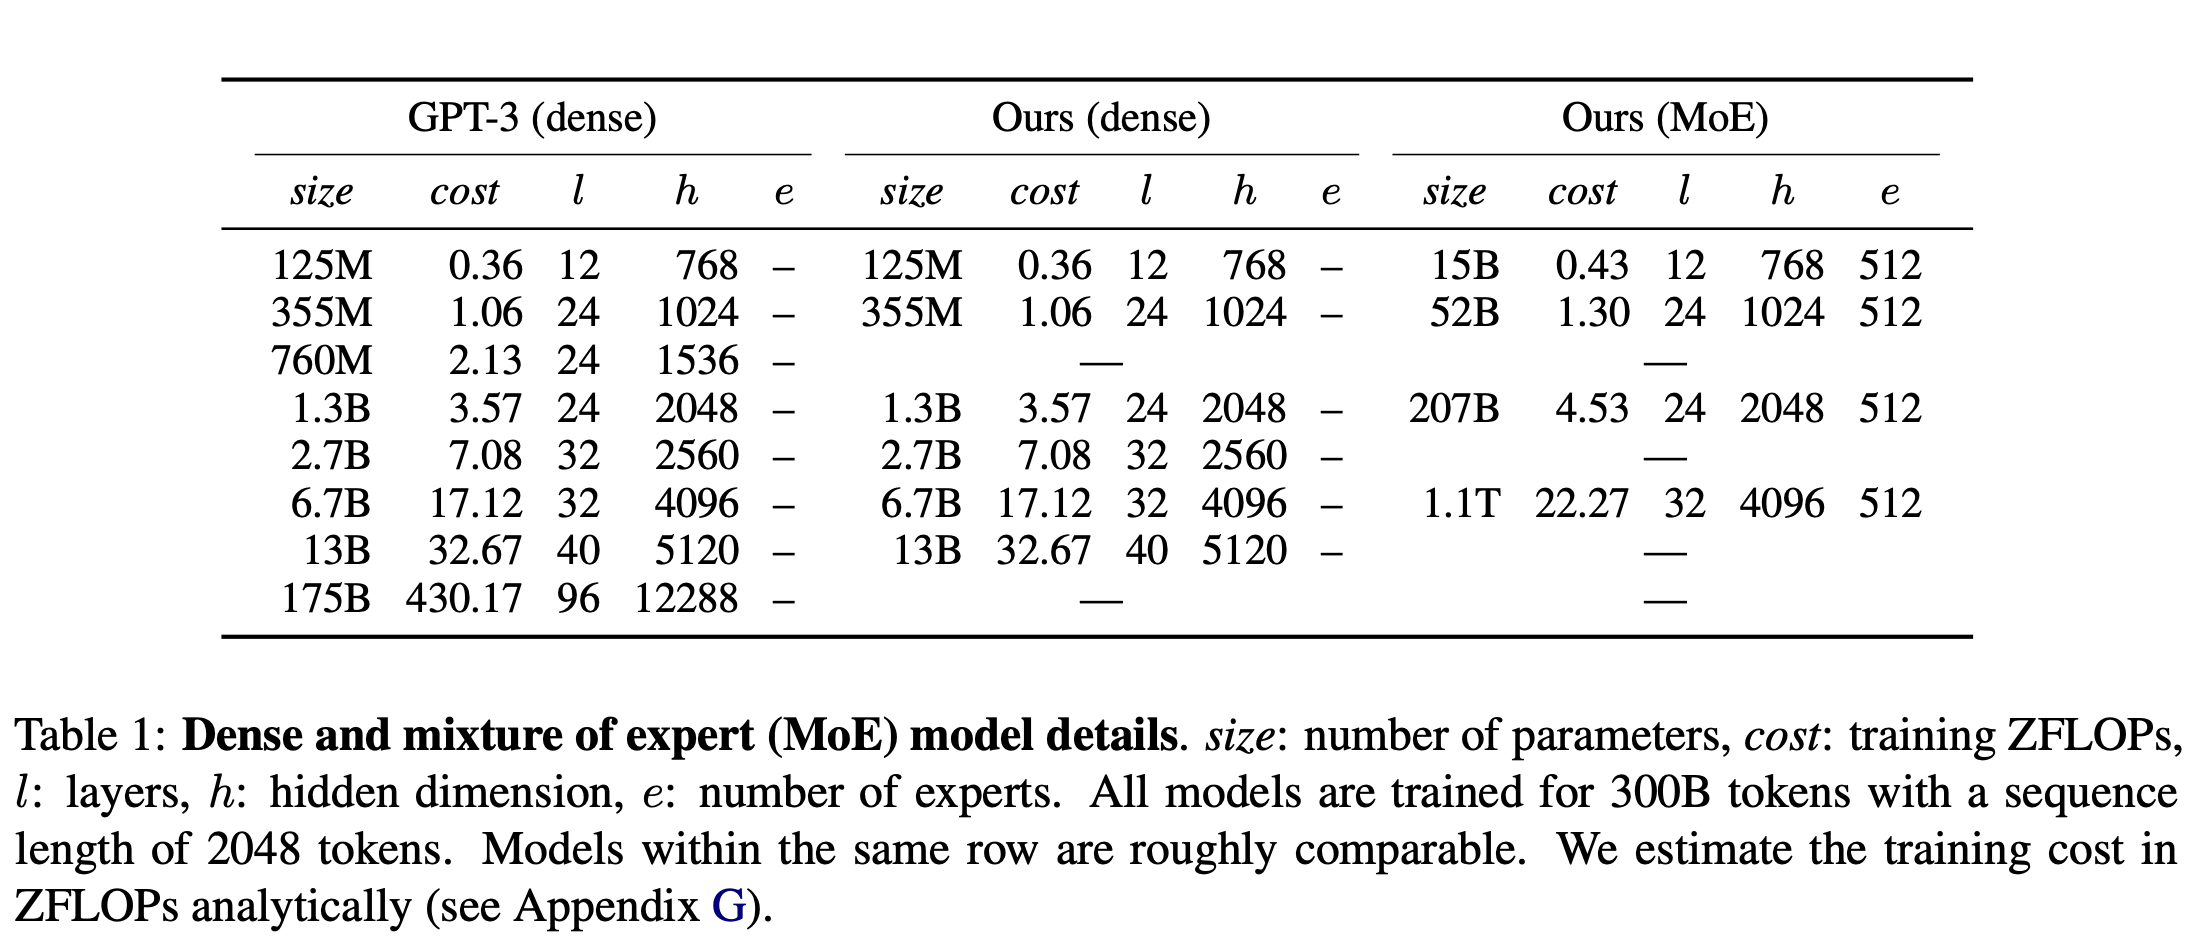 GPT-3 (dense) Ours (dense) Ours (MoE)
size cost l h e size cost l h e size cost l h e
125M 0.36 12 768 – 125M 0.36 12 768 – 15B 0.43 12 768 512
355M 1.06 24 1024 – 355M 1.06 24 1024 – 52B 1.30 24 1024 512
760M 2.13 24 1536 – — —
1.3B 3.57 24 2048 – 1.3B 3.57 24 2048 – 207B 4.53 24 2048 512
2.7B 7.08 32 2560 – 2.7B 7.08 32 2560 – —
6.7B 17.12 32 4096 – 6.7B 17.12 32 4096 – 1.1T 22.27 32 4096 512
13B 32.67 40 5120 – 13B 32.67 40 5120 – —
175B 430.17 96 12288 – — —
Table 1: Dense and mixture of expert (MoE) model details. size: number of parameters, cost: training ZFLOPs,
l: layers, h: hidden dimension, e: number of experts. All models are trained for 300B tokens with a sequence
length of 2048 tokens. Models within the same row are roughly comparable. We estimate the training cost in
ZFLOPs analytically (see Appendix G).